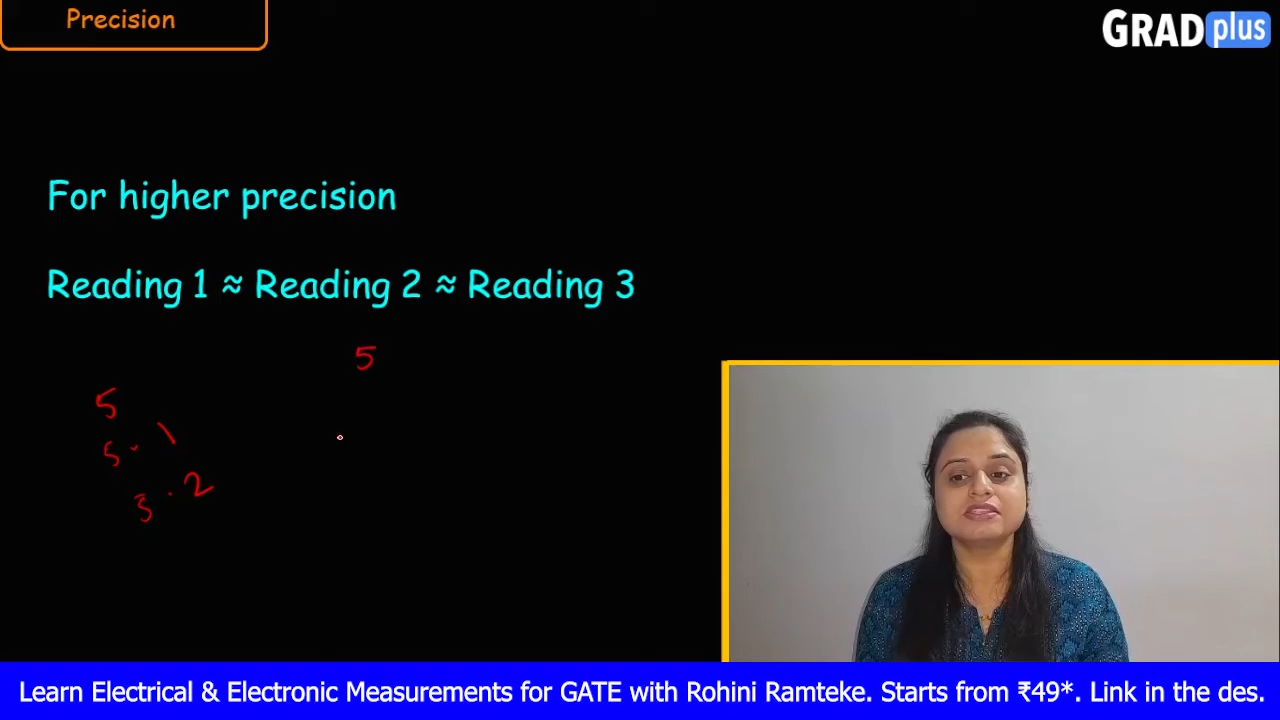 Precision
GRADplus
For higher precision
Reading 1 ≈ Reading 2 ≈ Reading 3
5
5
5.1
5.2
Learn Electrical & Electronic Measurements for GATE with Rohini Ramteke. Starts from ₹49*. Link in the des.